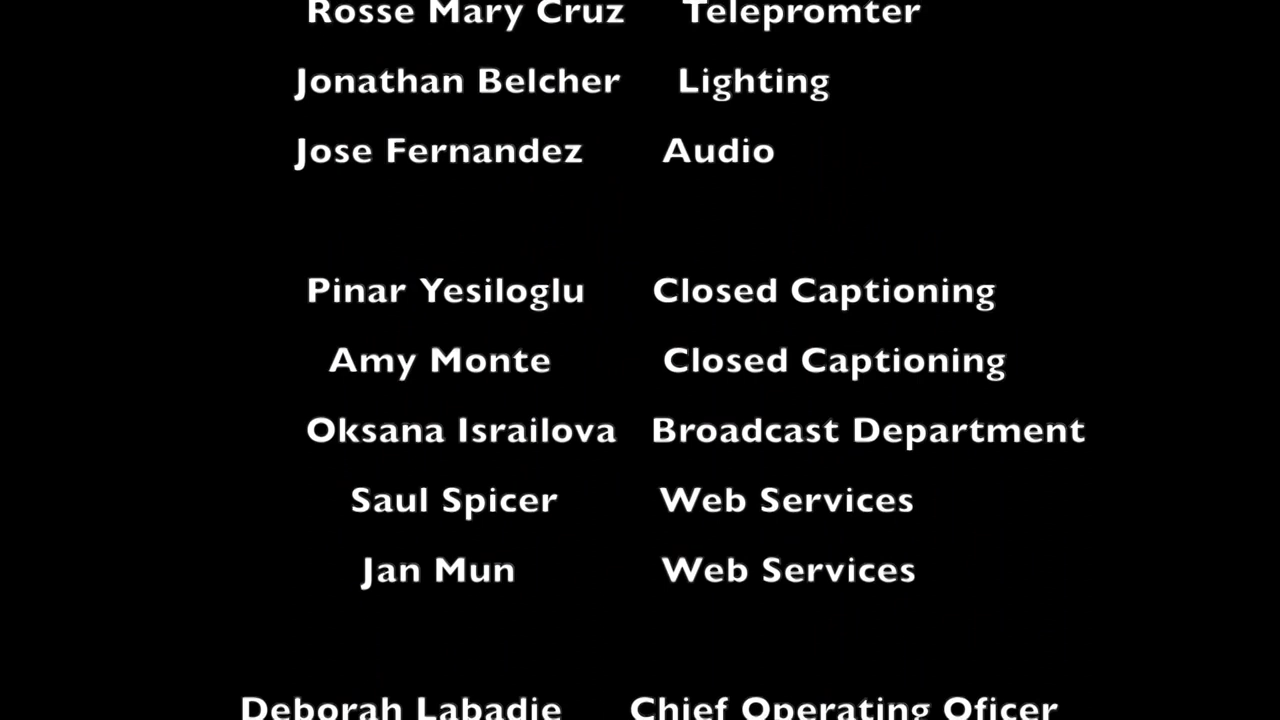 Rosse Mary Cruz Telepromter
Jonathan Belcher Lighting
Jose Fernandez Audio
Pinar Yesiloglu Closed Captioning
Amy Monte Closed Captioning
Oksana Israilova Broadcast Department
Saul Spicer Web Services
Jan Mun Web Services
Deborah Labadie Chief Operating Oficer